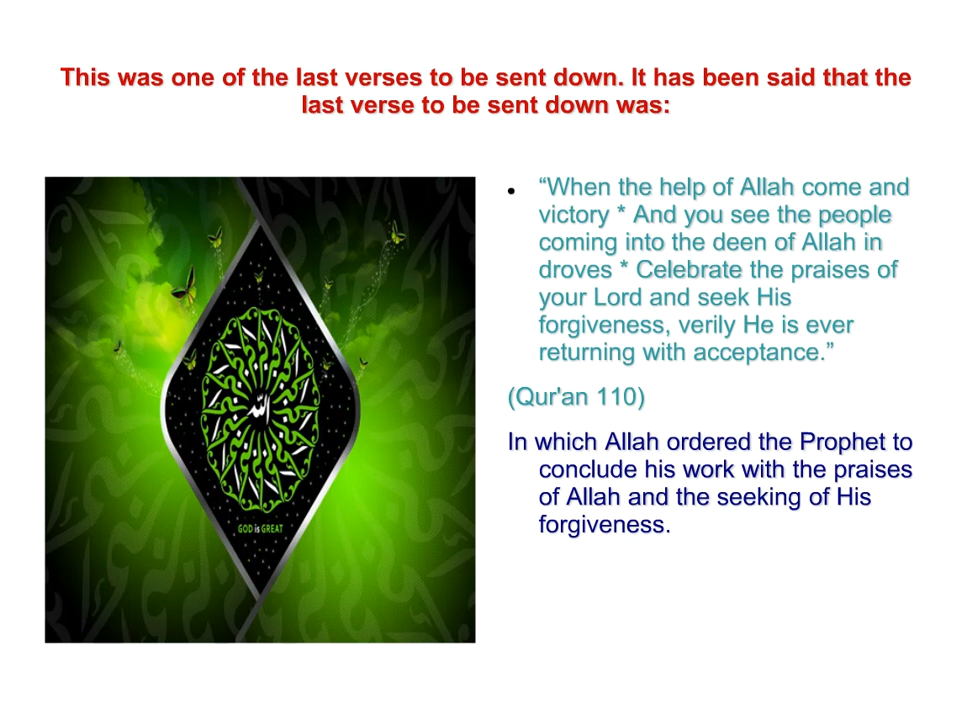 This was one of the last verses to be sent down. It has been said that the
last verse to be sent down was:
الله
GOD is GREAT
● “When the help of Allah come and
victory * And you see the people
coming into the deen of Allah in
droves * Celebrate the praises of
your Lord and seek His
forgiveness, verily He is ever
returning with acceptance.”
(Qur'an 110)
In which Allah ordered the Prophet to
conclude his work with the praises
of Allah and the seeking of His
forgiveness.